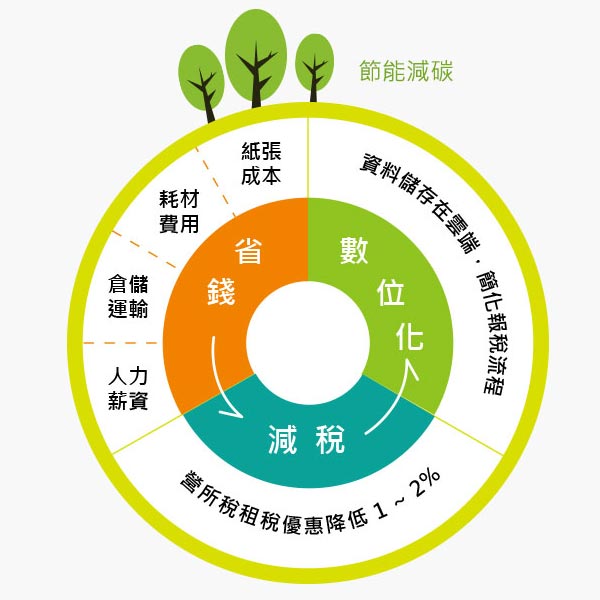 節能減碳
紙張
成本
耗材
費用
倉儲
運輸
人力
薪資
省錢
數位化
減稅
資料儲存在雲端，簡化報稅流程
營所稅租稅優惠降低 1 ~ 2%